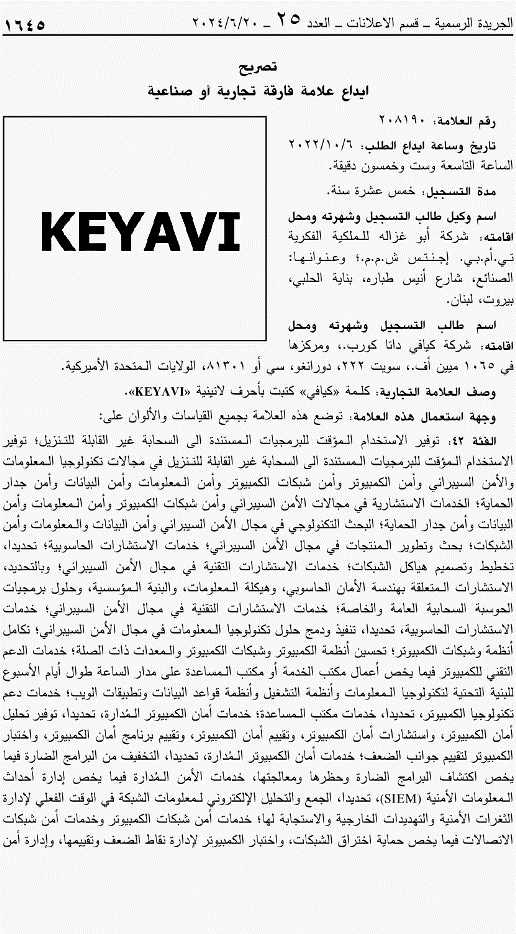 الجريدة الرسمية ــ قسم الاعلانات ــ العدد ٢٥ ــ ٢٠٢٤/٦/٢٠
١٦٤٥
تصريح
ايداع علامة فارقة تجارية أو صناعية
KEYAVI
رقم العلامة: ٢٠٨١٩٠
تاريخ وساعة ايداع الطلب: ٢٠٢٢/١٠/٦
الساعة التاسعة وست وخمسون دقيقة.
مدة التسجيل: خمس عشرة سنة.
اسم وكيل طالب التسجيل وشهرته ومحل
اقامته: شركة أبو غزاله للملكية الفكرية
تي.أم.بي. إجنتس ش.م.م.؛ وعنوانها:
الصنائع، شارع أنيس طباره، بناية الحلبي،
بيروت، لبنان.
اسم طالب التسجيل وشهرته ومحل
اقامته: شركة كيافي داتا كورب.، ومركزها
في ١٠٦٥ مبين أف.، سويت ٢٢٢، دورانغو، سي أو ٨١٣٠١، الولايات المتحدة الأميركية.
وصف العلامة التجارية: كلمة «كيافي» كتبت بأحرف لاتينية «KEYAVI».
وجهة استعمال هذه العلامة: توضع هذه العلامة بجميع القياسات والألوان على:
الفئة ٤٢: توفير الاستخدام المؤقت للبرمجيات المستندة الى السحابة غير القابلة للتنزيل؛ توفير
الاستخدام المؤقت للبرمجيات المستندة الى السحابة غير القابلة للتنزيل في مجالات تكنولوجيا المعلومات
والأمن السيبراني وأمن الكمبيوتر وأمن شبكات الكمبيوتر وأمن المعلومات وأمن البيانات وأمن جدار
الحماية؛ الخدمات الاستشارية في مجالات الأمن السيبراني وأمن شبكات الكمبيوتر وأمن المعلومات وأمن
البيانات وأمن جدار الحماية؛ البحث التكنولوجي في مجال الأمن السيبراني وأمن البيانات والمعلومات وأمن
الشبكات؛ بحث وتطوير المنتجات في مجال الأمن السيبراني؛ خدمات الاستشارات الحاسوبية؛ تحديدا،
تخطيط وتصميم هياكل الشبكات؛ خدمات الاستشارات التقنية في مجال الأمن السيبراني؛ وبالتحديد،
الاستشارات المتعلقة بهندسة الأمان الحاسوبي، وهيكلة المعلومات، والبنية المؤسسية، وحلول برمجيات
الحوسبة السحابية العامة والخاصة؛ خدمات الاستشارات التقنية في مجال الأمن السيبراني؛ خدمات
الاستشارات الحاسوبية، تحديدا، تنفيذ ودمج حلول تكنولوجيا المعلومات في مجال الأمن السيبراني؛ تكامل
أنظمة وشبكات الكمبيوتر؛ تحسين أنظمة الكمبيوتر وشبكات الكمبيوتر والمعدات ذات الصلة؛ خدمات الدعم
التقني للكمبيوتر فيما يخص أعمال مكتب الخدمة أو مكتب المساعدة على مدار الساعة طوال أيام الأسبوع
للبنية التحتية لتكنولوجيا المعلومات وأنظمة التشغيل وأنظمة قواعد البيانات وتطبيقات الويب؛ خدمات دعم
تكنولوجيا الكمبيوتر، تحديدا، خدمات مكتب المساعدة؛ خدمات أمان الكمبيوتر المُدارة، تحديدا، توفير تحليل
أمان الكمبيوتر، واستشارات أمان الكمبيوتر، وتقييم أمان الكمبيوتر، وتقييم برنامج أمان الكمبيوتر، واختبار
الكمبيوتر لتقييم جوانب الضعف؛ خدمات أمان الكمبيوتر المُدارة، تحديدا، التخفيف من البرامج الضارة فيما
يخص اكتشاف البرامج الضارة وحظرها ومعالجتها، خدمات الأمن المُدارة فيما يخص إدارة أحداث
المعلومات الأمنية (SIEM)، تحديدا، الجمع والتحليل الإلكتروني لمعلومات الشبكة في الوقت الفعلي لإدارة
الثغرات الأمنية والتهديدات الخارجية والاستجابة لها؛ خدمات أمن شبكات الكمبيوتر وخدمات أمن شبكات
الاتصالات فيما يخص حماية اختراق الشبكات، واختبار الكمبيوتر لإدارة نقاط الضعف وتقييمها، وإدارة أمن